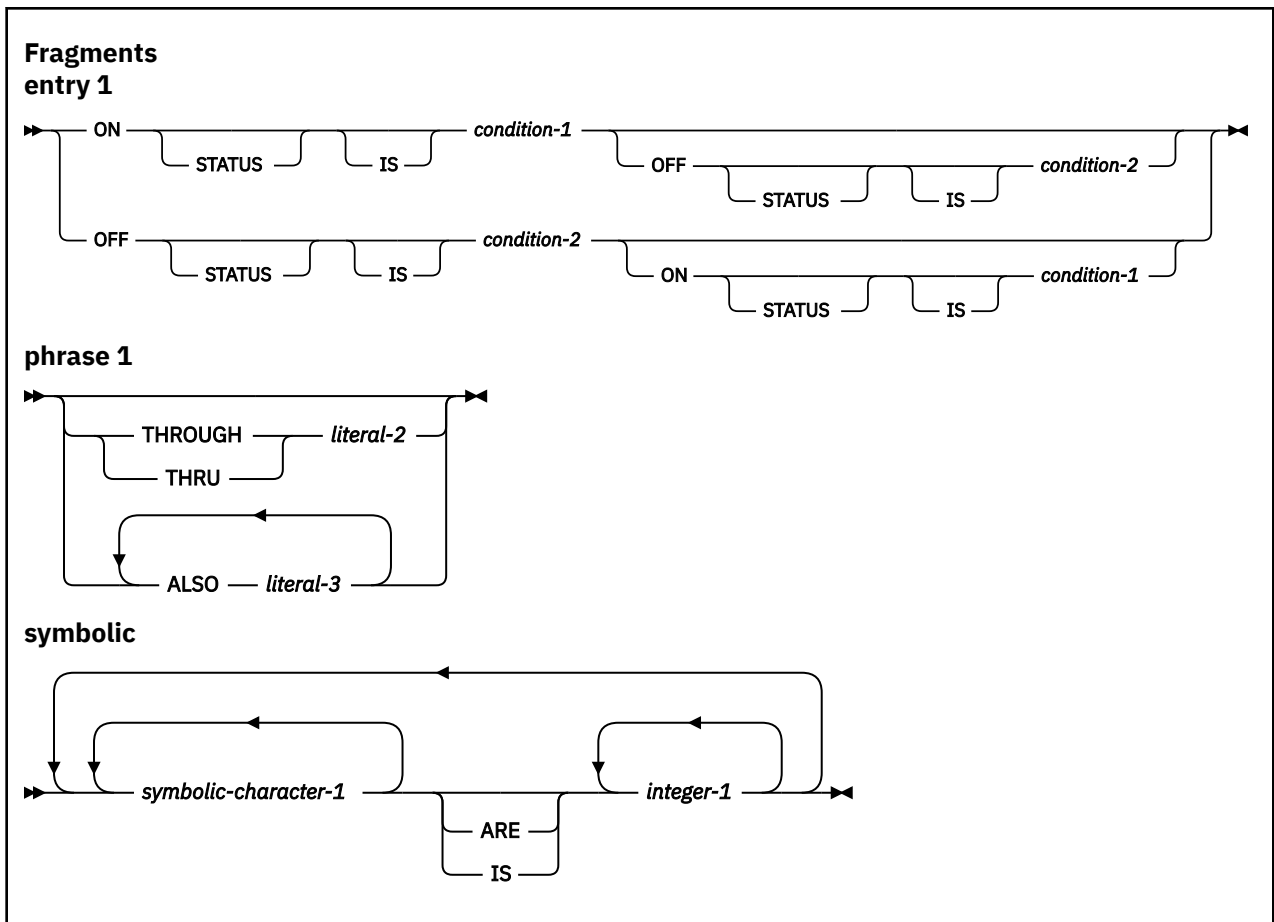 Fragments
entry 1
ON condition-1
STATUS IS OFF condition-2
STATUS IS
OFF condition-2
STATUS IS ON condition-1
STATUS IS
phrase 1
THROUGH literal-2
THRU
ALSO literal-3
symbolic
symbolic-character-1 integer-1
ARE
IS